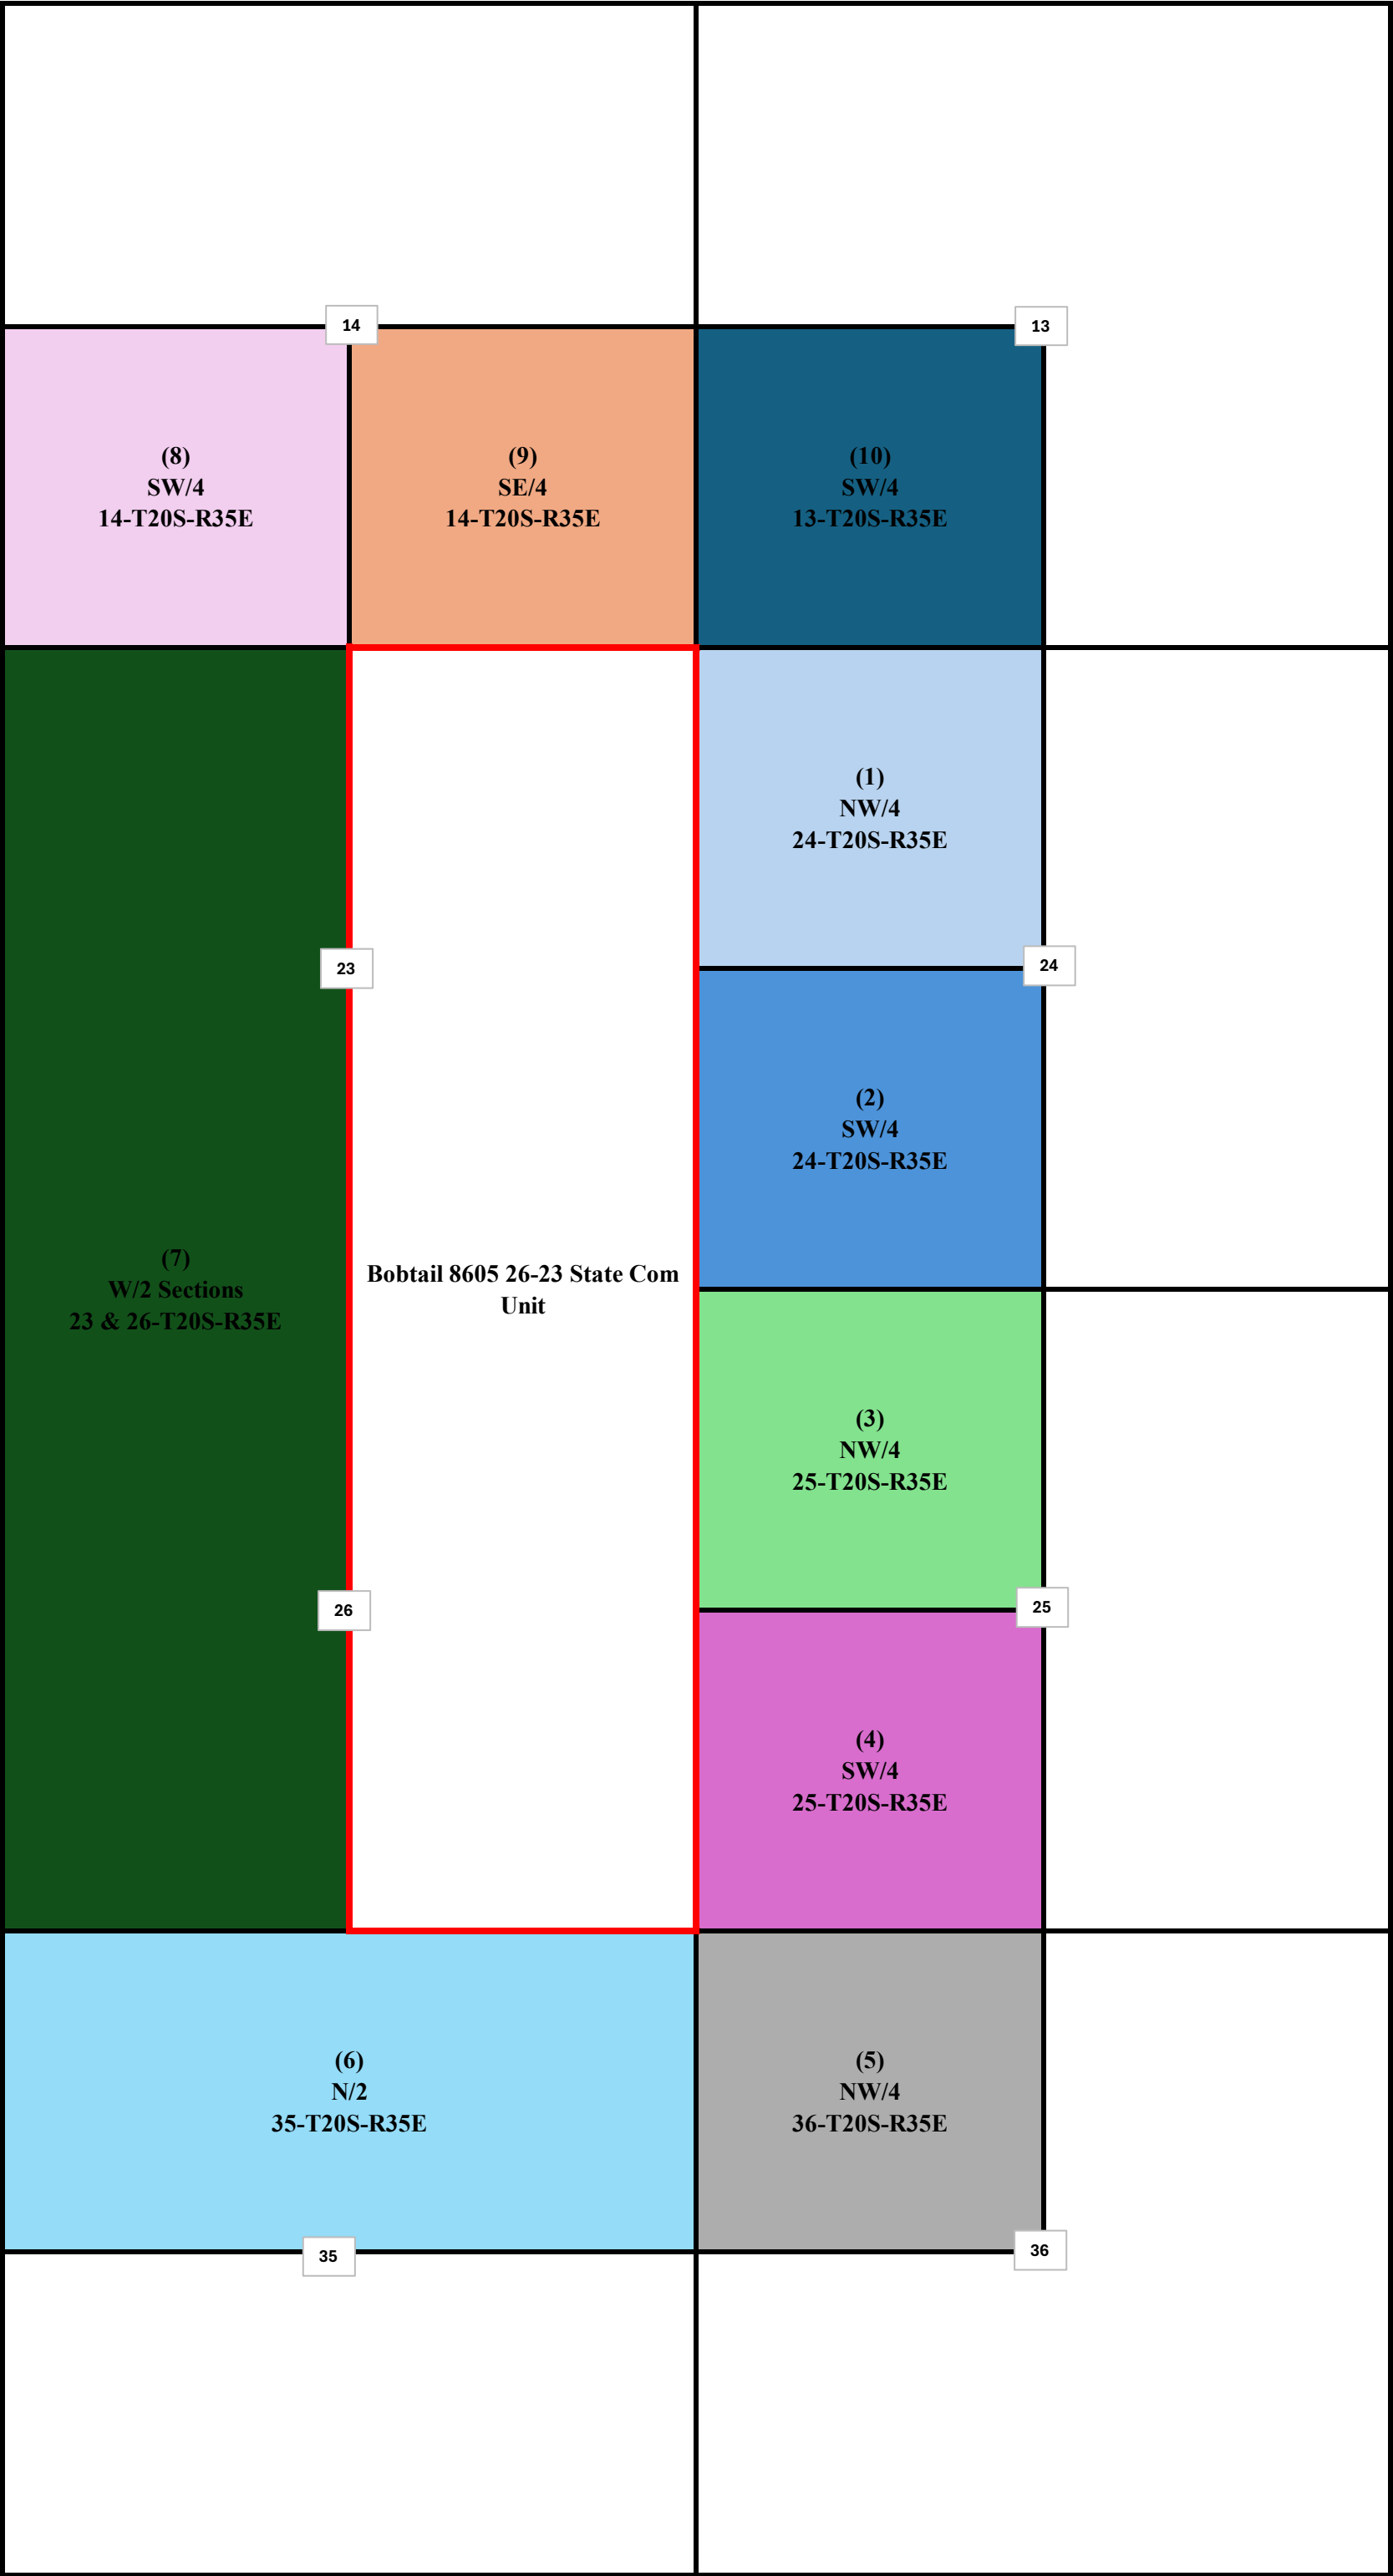 14
13
(8)
SW/4
14-T20S-R35E
(9)
SE/4
14-T20S-R35E
(10)
SW/4
13-T20S-R35E
(1)
NW/4
24-T20S-R35E
23
24
(2)
SW/4
24-T20S-R35E
(7)
W/2 Sections
23 & 26-T20S-R35E
Bobtail 8605 26-23 State Com
Unit
(3)
NW/4
25-T20S-R35E
26
25
(4)
SW/4
25-T20S-R35E
(6)
N/2
35-T20S-R35E
(5)
NW/4
36-T20S-R35E
35
36